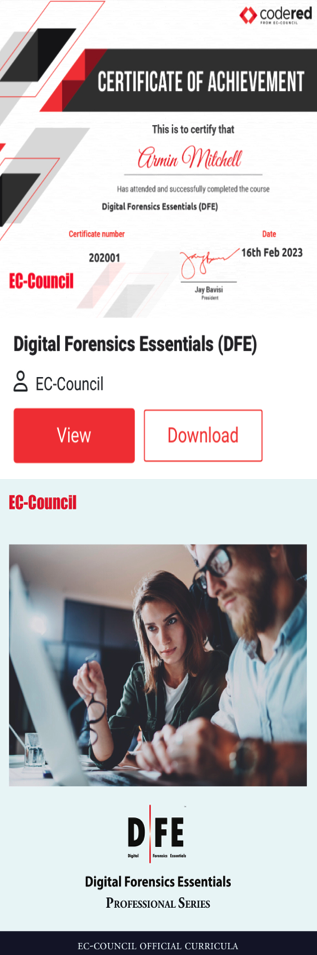 codered
FROM EC-COUNCIL
CERTIFICATE OF ACHIEVEMENT
This is to certify that
Armin Mitchell
Has attended and successfully completed the course
Digital Forensics Essentials (DFE)
Certificate number
Date
202001
16th Feb 2023
EC-Council
Jay Bavisi
President
Digital Forensics Essentials (DFE)
EC-Council
View
Download
EC-Council
DFE
Digital Forensics Essentials
Digital Forensics Essentials
PROFESSIONAL SERIES
EC-COUNCIL OFFICIAL CURRICULA